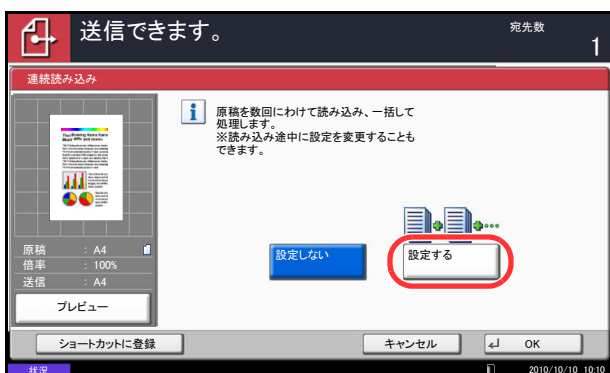 送信できます。
宛先数
1
連続読み込み
原稿を数回にわけて読み込み、一括して
処理します。
※読み込み途中に設定を変更することも
できます。
原稿 : A4
倍率 : 100%
送信 : A4
プレビュー
設定しない
設定する
ショートカットに登録
キャンセル
OK
状況
2010/10/10 10:10